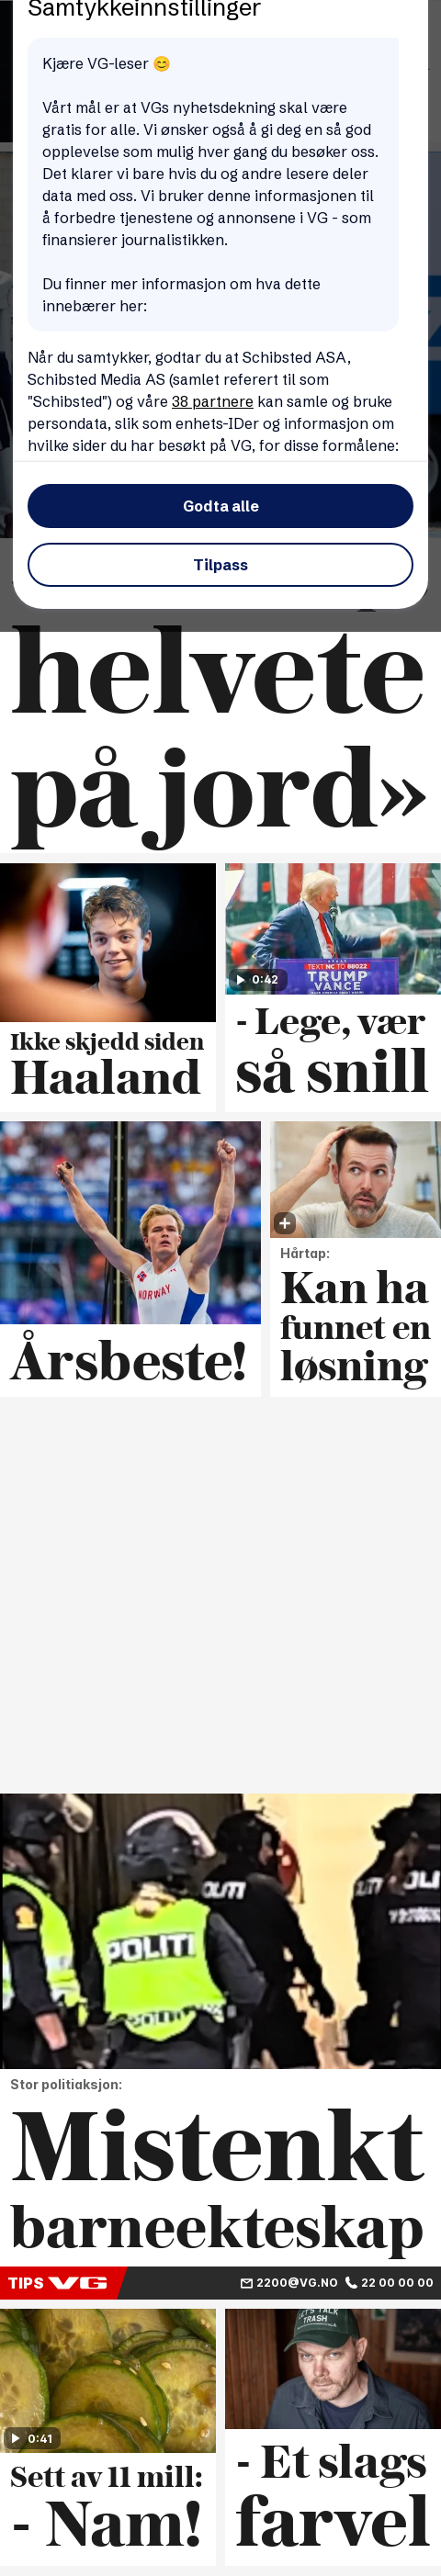 Samtykkeinnstillinger
Kjære VG-leser 😊
Vårt mål er at VGs nyhetsdekning skal være
gratis for alle. Vi ønsker også å gi deg en så god
opplevelse som mulig hver gang du besøker oss.
Det klarer vi bare hvis du og andre lesere deler
data med oss. Vi bruker denne informasjonen til
å forbedre tjenestene og annonsene i VG - som
finansierer journalistikken.
Du finner mer informasjon om hva dette
innebærer her:
Når du samtykker, godtar du at Schibsted ASA,
Schibsted Media AS (samlet referert til som
"Schibsted") og våre 38 partnere kan samle og bruke
persondata, slik som enhets-IDer og informasjon om
hvilke sider du har besøkt på VG, for disse formålene:
Godta alle
Tilpass
helvete
på jord»
0:42
TEXT NC TO 88022
TRUMP
VANCE
Ikke skjedd siden
Haaland
- Lege, vær
så snill
NORWAY
Årsbeste!
Hårtap:
Kan ha
funnet en
løsning
POLITI
Stor politiaksjon:
Mistenkt
barneekteskap
TIPS VG
2200@VG.NO
22 00 00 00
0:41
LET'S TALK
TRASH
Sett av 11 mill:
- Nam!
- Et slags
farvel